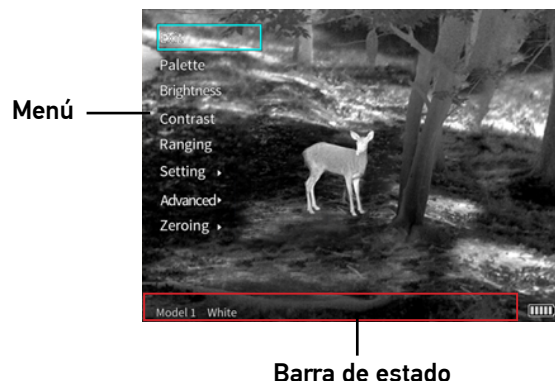 Palette
Brightness
Menú
Contrast
Ranging
Setting
Advanced
Zeroing
Model 1 White
Barra de estado